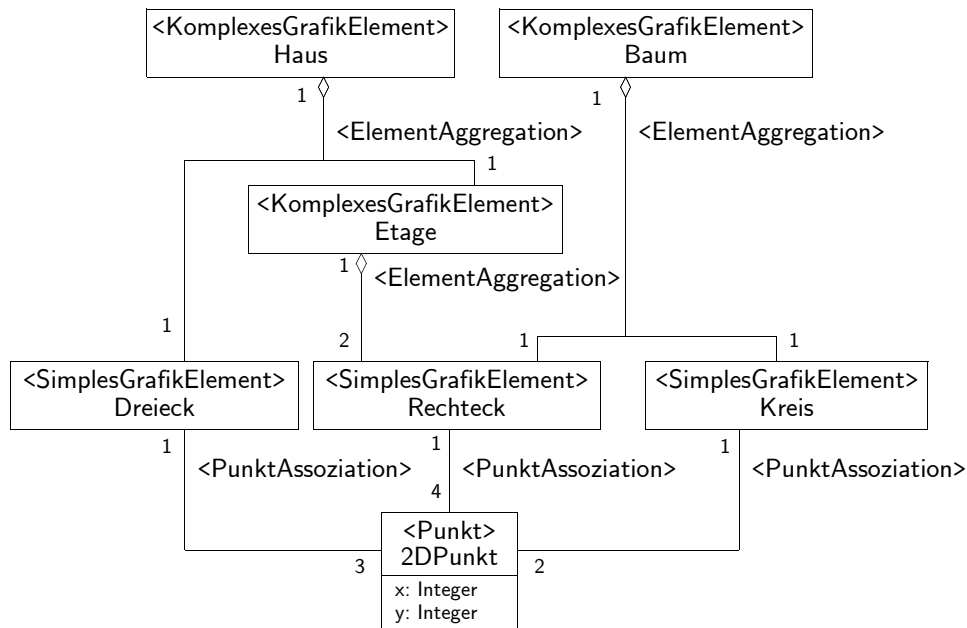 <KomplexesGrafikElement>
Haus
<KomplexesGrafikElement>
Baum
1
1
<ElementAggregation>
<ElementAggregation>
1
<KomplexesGrafikElement>
Etage
1
<ElementAggregation>
1
2
1
1
<SimplesGrafikElement>
Dreieck
<SimplesGrafikElement>
Rechteck
<SimplesGrafikElement>
Kreis
1
1
1
<PunktAssoziation>
<PunktAssoziation>
<PunktAssoziation>
4
<Punkt>
2DPunkt
3
2
x: Integer
y: Integer